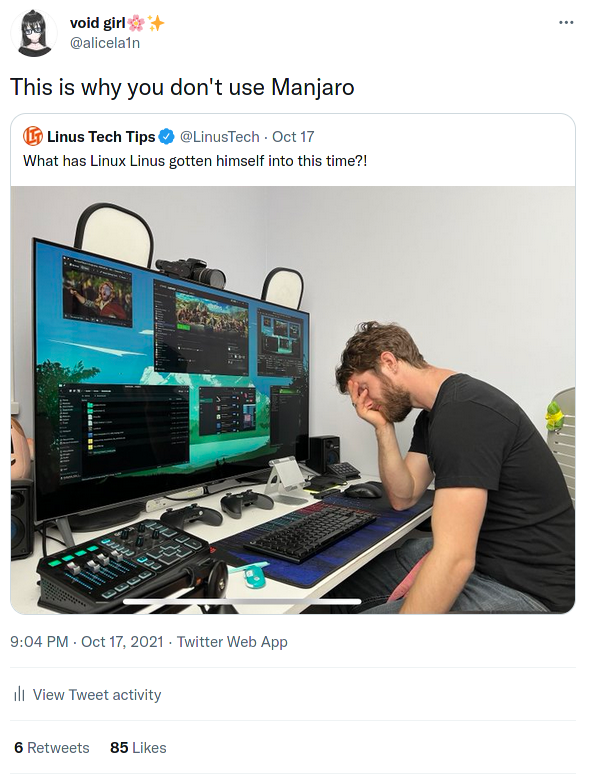 void girl🌸✨
@alicela1n
This is why you don't use Manjaro
Linus Tech Tips @LinusTech · Oct 17
What has Linux Linus gotten himself into this time?!
9:04 PM · Oct 17, 2021 · Twitter Web App
View Tweet activity
6 Retweets 85 Likes